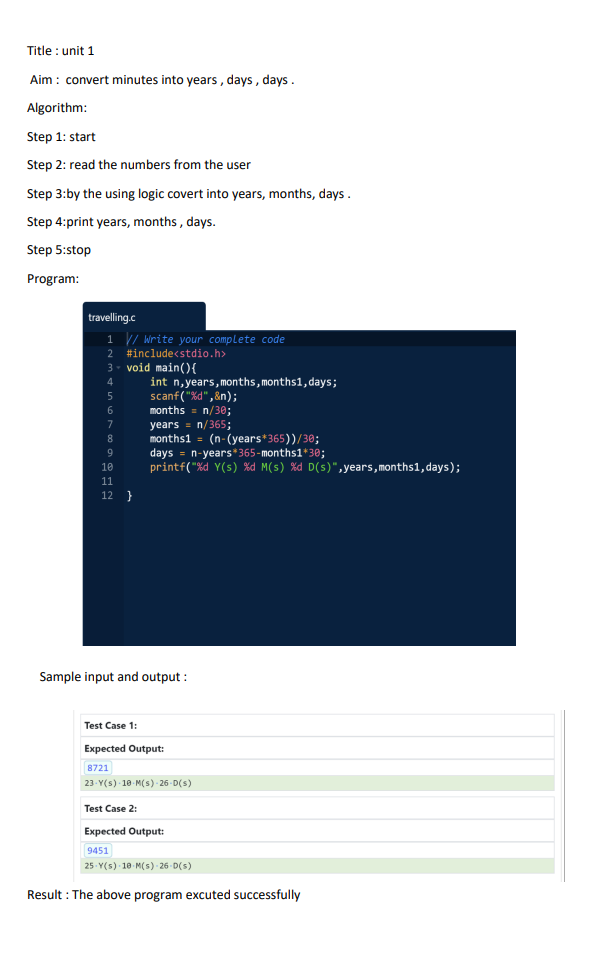 Title : unit 1
Aim :  convert minutes into years , days , days .
Algorithm:
Step 1: start
Step 2: read the numbers from the user
Step 3:by the using logic covert into years, months, days .
Step 4:print years, months , days.
Step 5:stop
Program:
travelling.c
1 // Write your complete code
2 #include<stdio.h>
3 void main(){
4     int n,years,months,months1,days;
5     scanf("%d",&n);
6     months = n/30;
7     years = n/365;
8     months1 = (n-(years*365))/30;
9     days = n-years*365-months1*30;
10     printf("%d Y(s) %d M(s) %d D(s)",years,months1,days);
11
12 }
Sample input and output :
Test Case 1:
Expected Output:
8721
23·Y(s)·10·M(s)·26·D(s)
Test Case 2:
Expected Output:
9451
25·Y(s)·10·M(s)·26·D(s)
Result : The above program excuted successfully